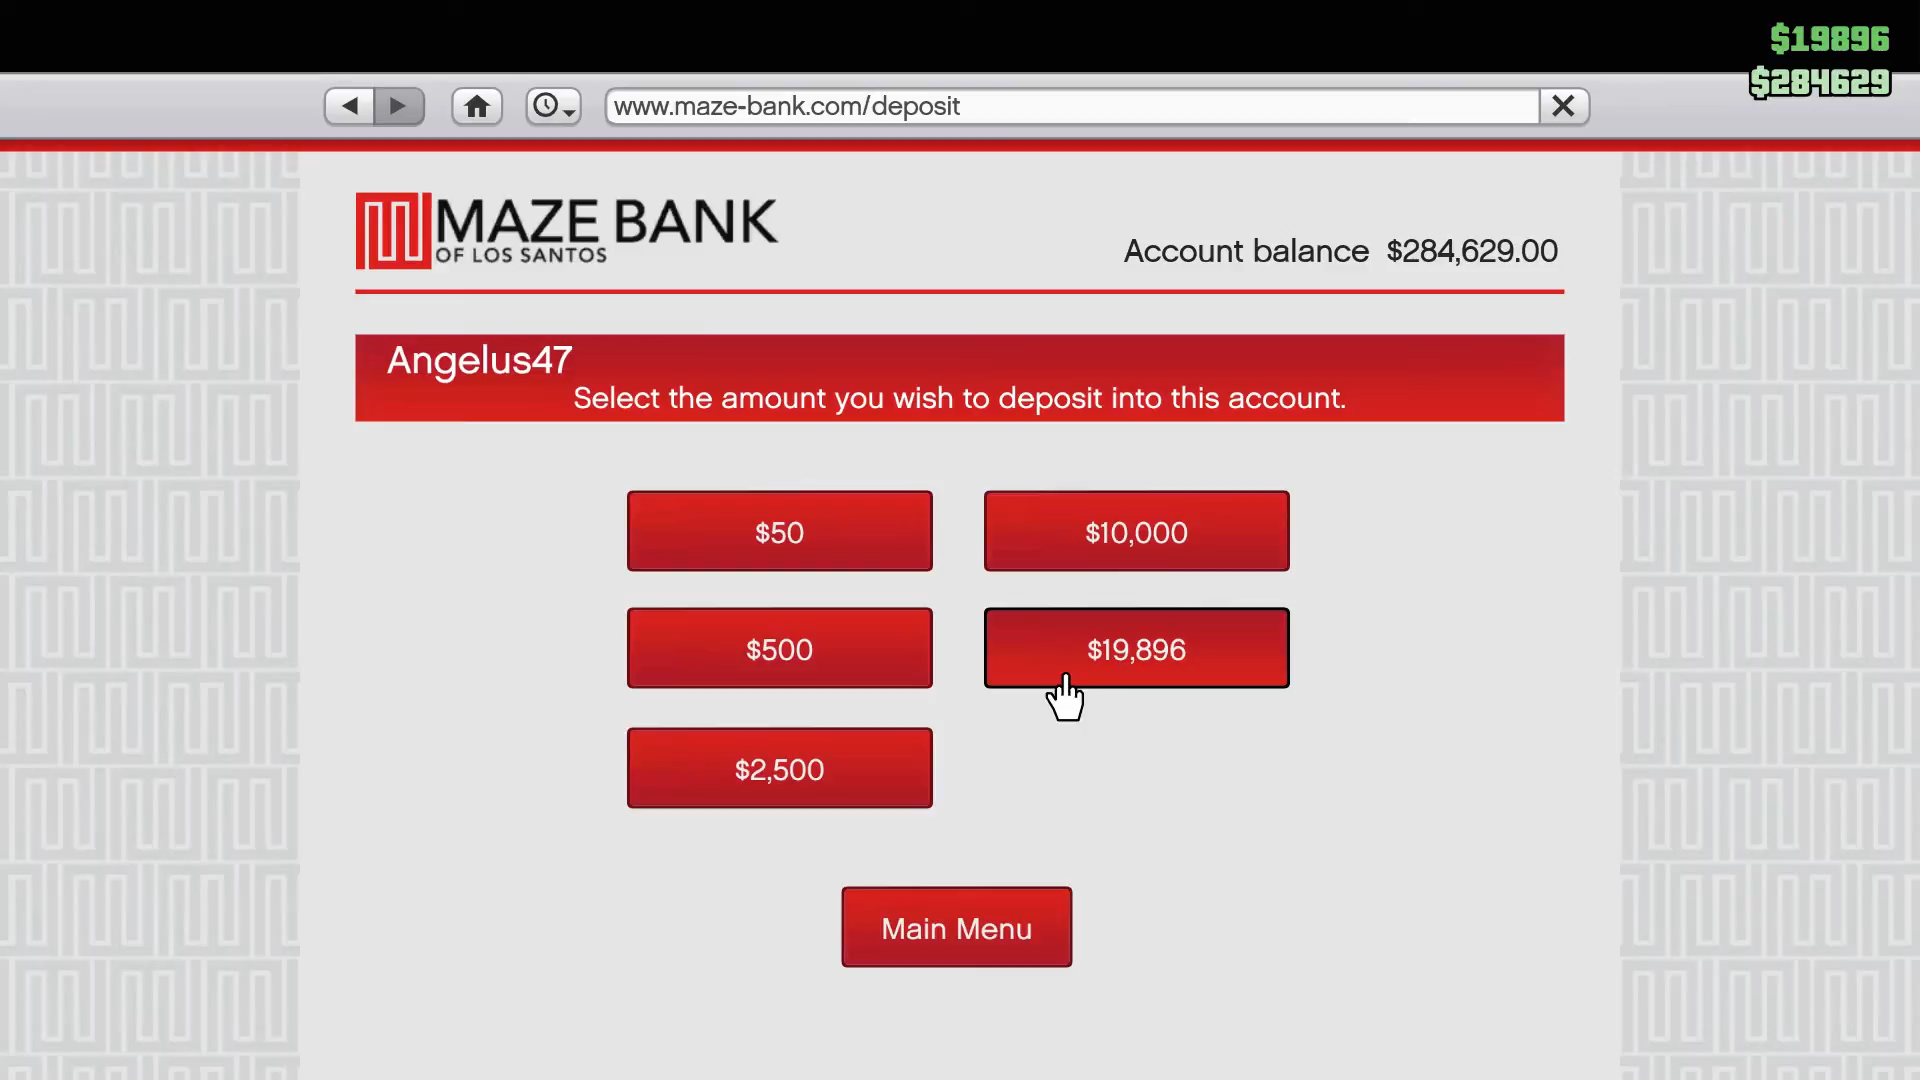 $19896
$284629
www.maze-bank.com/deposit
MAZE BANK
OF LOS SANTOS
Account balance $284,629.00
Angelus47
Select the amount you wish to deposit into this account.
$50
$10,000
$500
$19,896
$2,500
Main Menu